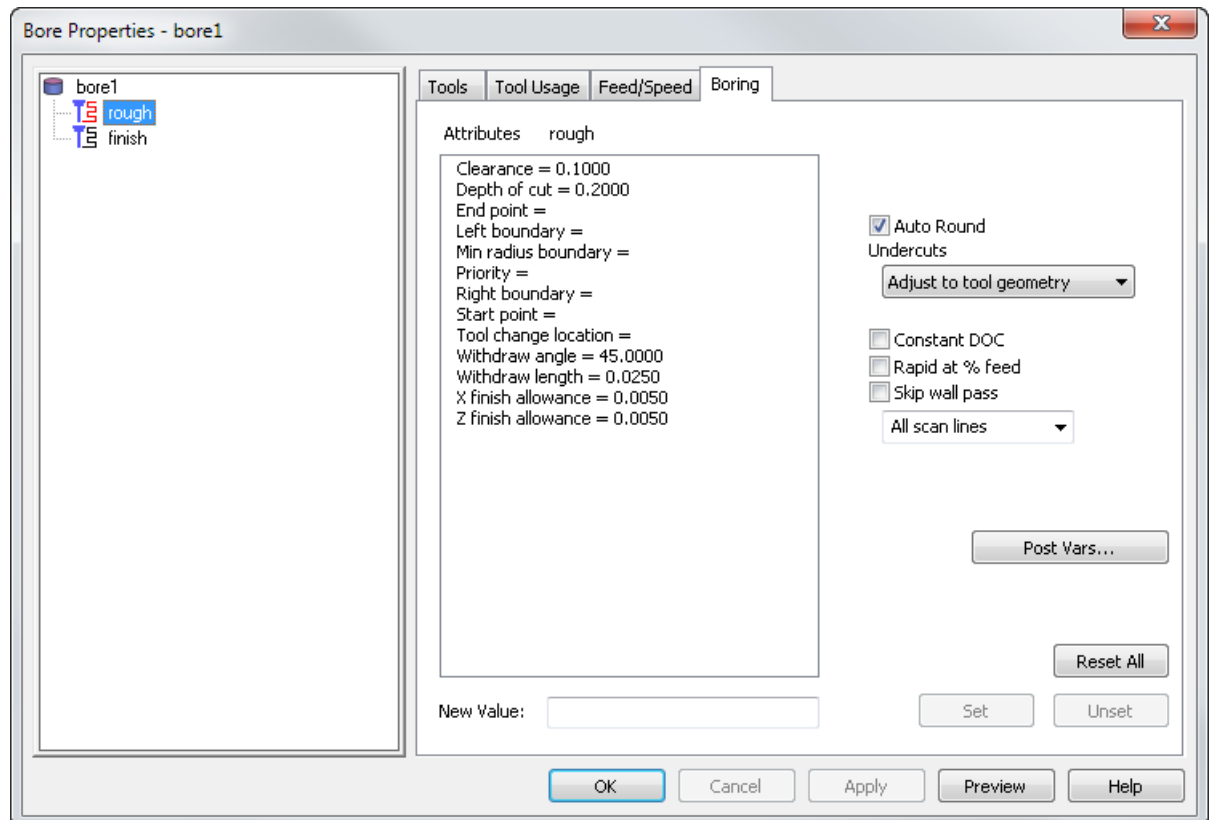 Bore Properties - bore1
bore1
rough
finish
Tools Tool Usage Feed/Speed Boring
Attributes rough
Clearance = 0.1000
Depth of cut = 0.2000
End point =
Left boundary =
Min radius boundary =
Priority =
Right boundary =
Start point =
Tool change location =
Withdraw angle = 45.0000
Withdraw length = 0.0250
X finish allowance = 0.0050
Z finish allowance = 0.0050
Auto Round
Undercuts
Adjust to tool geometry
Constant DOC
Rapid at % feed
Skip wall pass
All scan lines
Post Vars...
Reset All
New Value:
Set Unset
OK Cancel Apply Preview Help